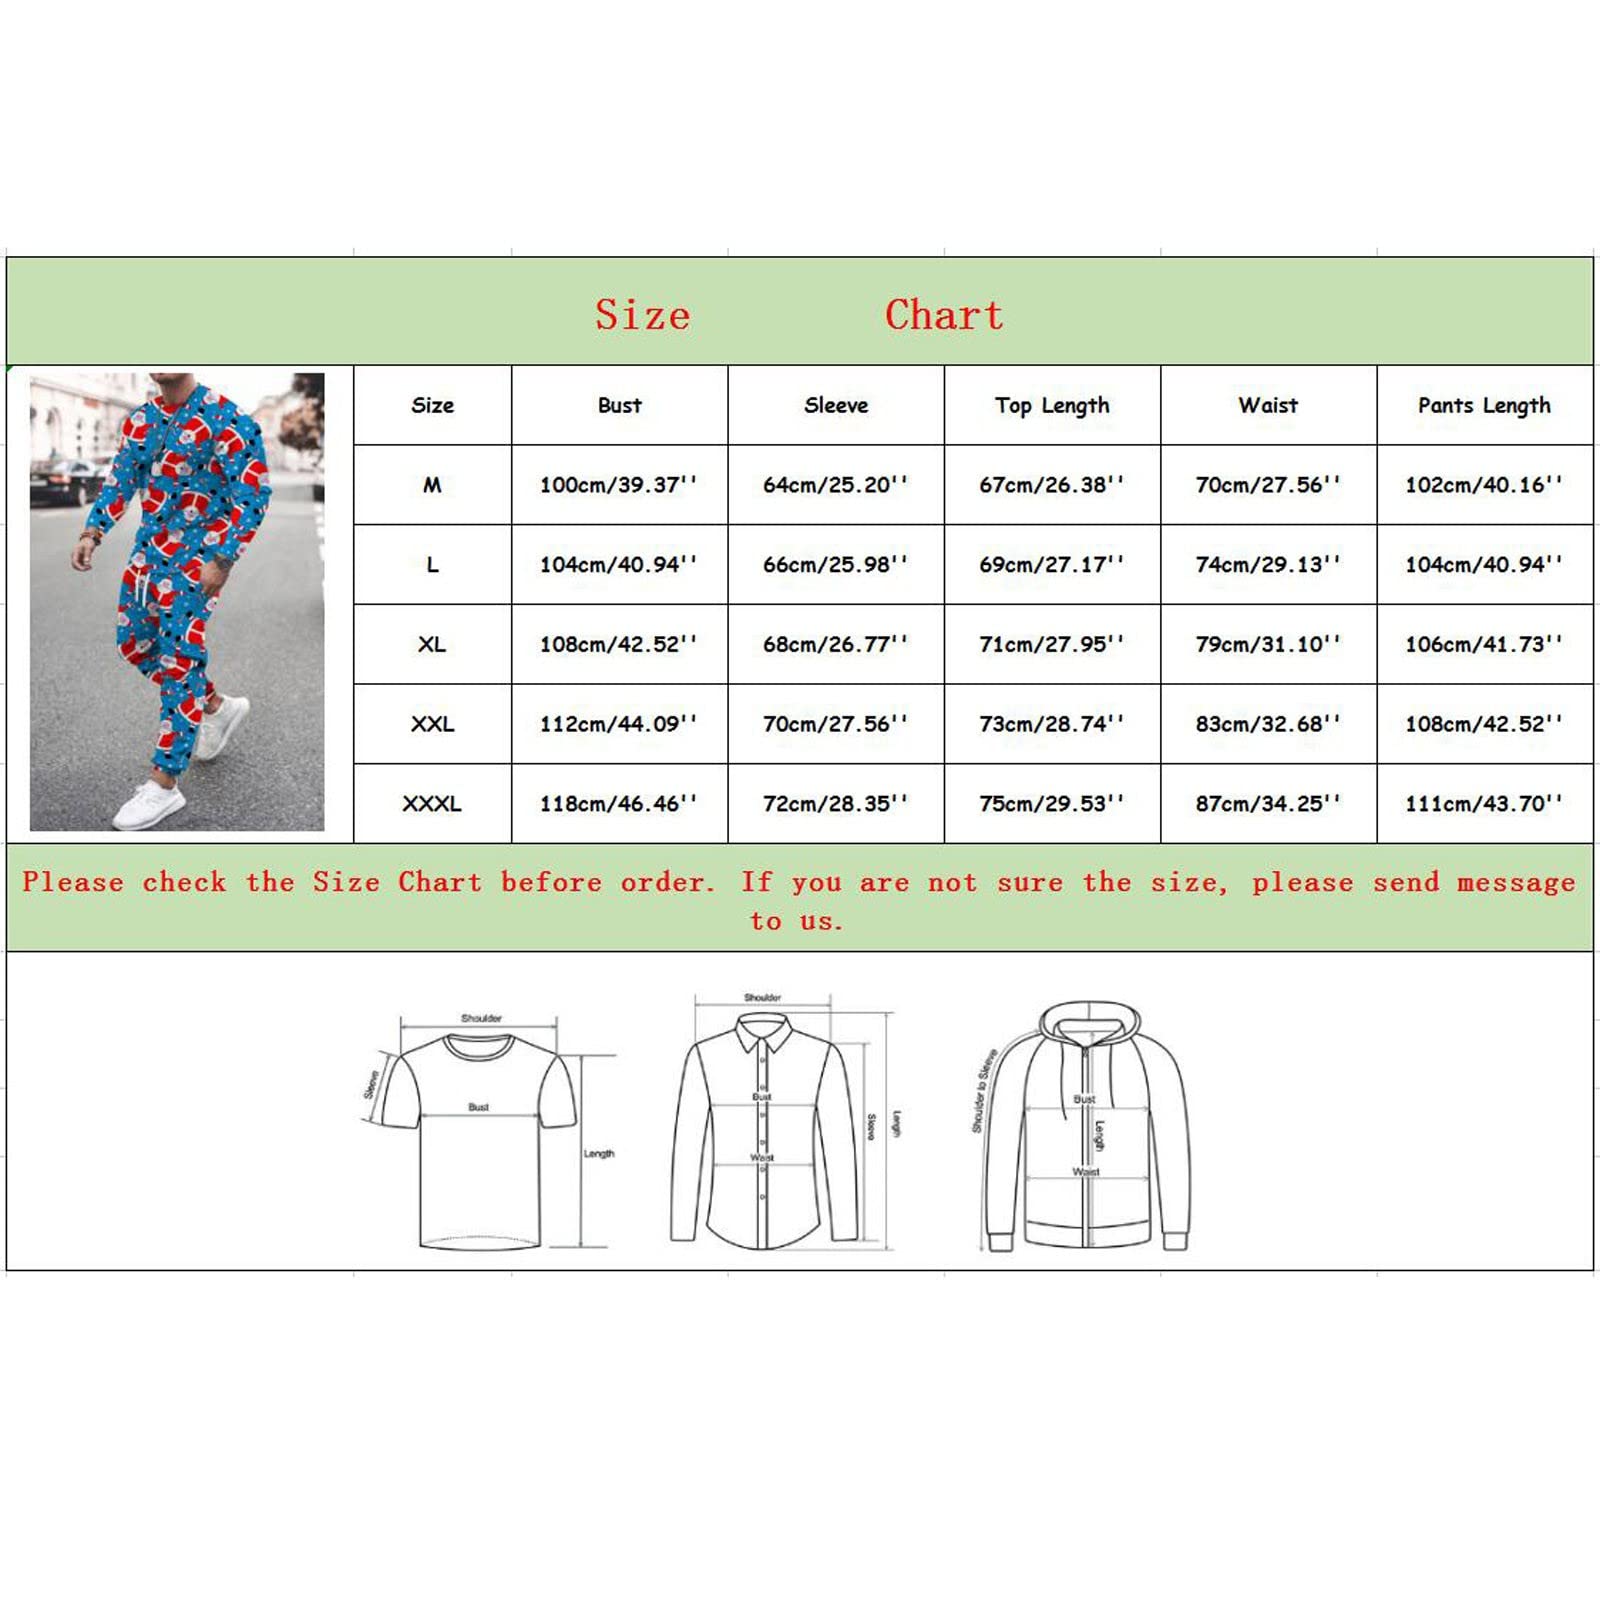 Size Chart
Size Bust Sleeve Top Length Waist Pants Length
M 100cm/39.37'' 64cm/25.20'' 67cm/26.38'' 70cm/27.56'' 102cm/40.16''
L 104cm/40.94'' 66cm/25.98'' 69cm/27.17'' 74cm/29.13'' 104cm/40.94''
XL 108cm/42.52'' 68cm/26.77'' 71cm/27.95'' 79cm/31.10'' 106cm/41.73''
XXL 112cm/44.09'' 70cm/27.56'' 73cm/28.74'' 83cm/32.68'' 108cm/42.52''
XXXL 118cm/46.46'' 72cm/28.35'' 75cm/29.53'' 87cm/34.25'' 111cm/43.70''
Please check the Size Chart before order. If you are not sure the size, please send message
to us.
Shoulder
Sleeve
Bust
Length
Shoulder
Bust
Waist
Sleeve
Length
Shoulder to Sleeve
Bust
Length
Waist